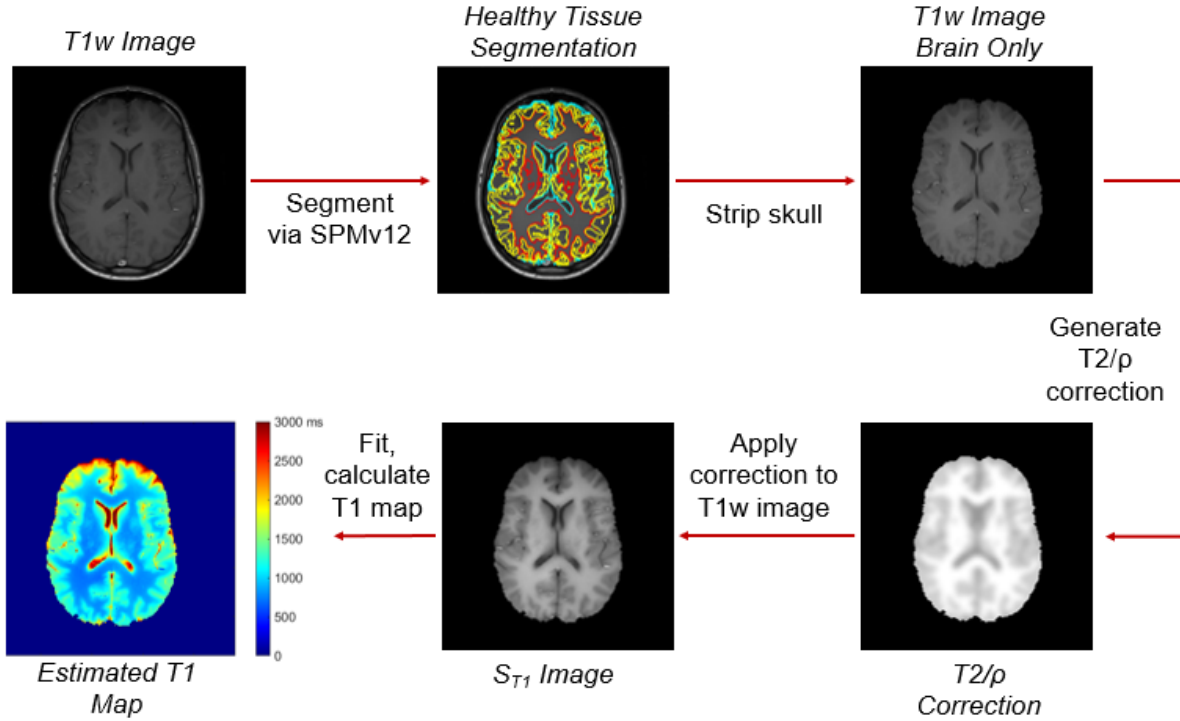 T1w Image
Segment
via SPMv12
Healthy Tissue
Segmentation
Strip skull
T1w Image
Brain Only
Generate
T2/ρ
correction
T2/ρ
Correction
Apply
correction to
T1w image
S_T1 Image
Fit,
calculate
T1 map
3000 ms
2500
2000
1500
1000
500
0
Estimated T1
Map